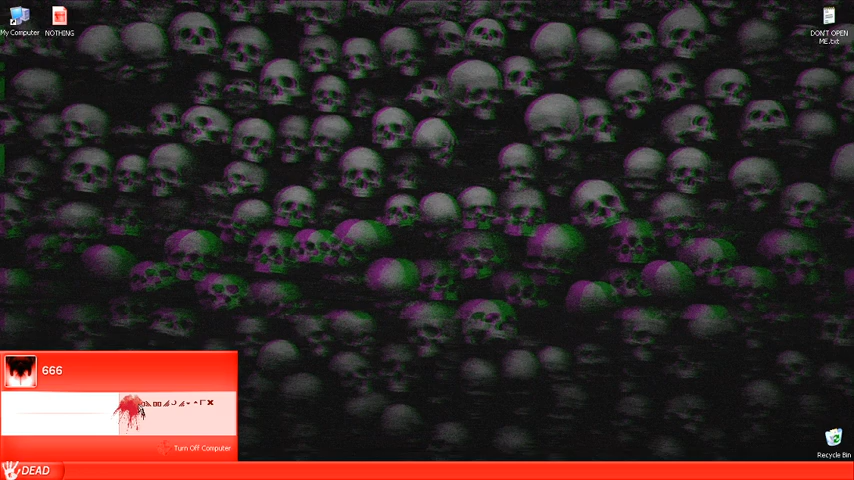 My Computer
NOTHING
DON'T OPEN
ME.txt
666
Turn Off Computer
Recycle Bin
DEAD